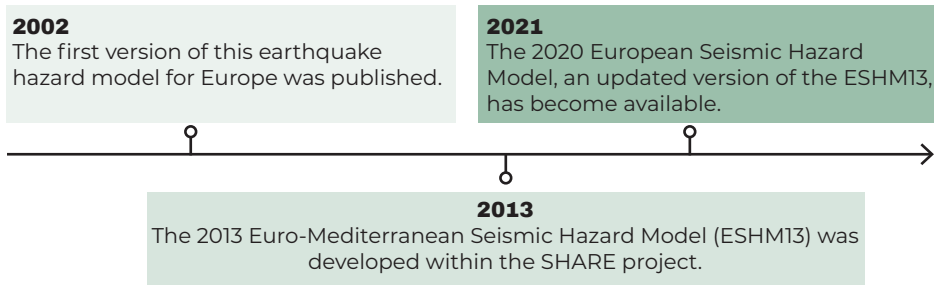 2002
The first version of this earthquake
hazard model for Europe was published.
2021
The 2020 European Seismic Hazard
Model, an updated version of the ESHM13,
has become available.
2013
The 2013 Euro-Mediterranean Seismic Hazard Model (ESHM13) was
developed within the SHARE project.